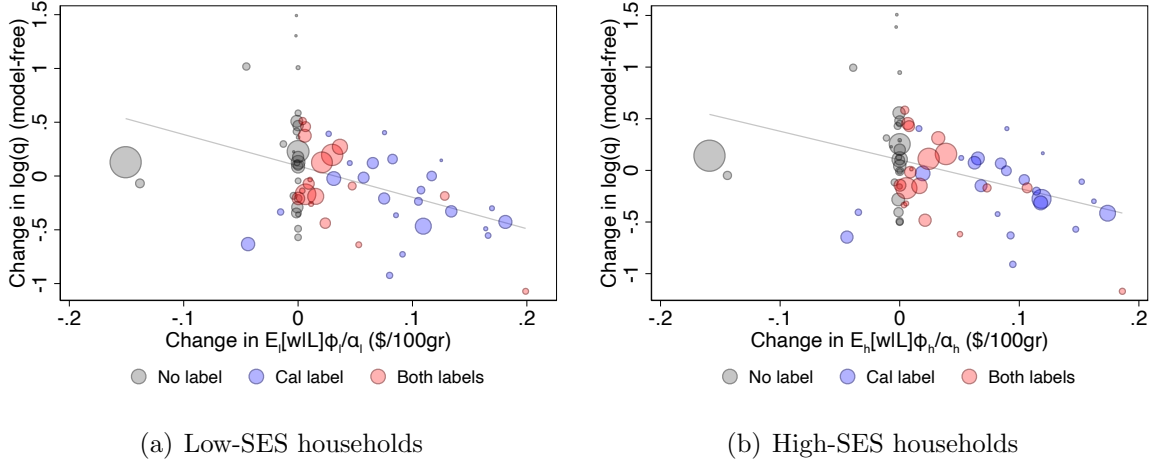 Change in log(q) (model-free)
1.5
1
.5
0
-.5
-1
-.2 -.1 0 .1 .2
Change in E_l[w|L]ϕ_l/α_l ($/100gr)
No label Cal label Both labels
(a) Low-SES households
Change in log(q) (model-free)
1.5
1
.5
0
-.5
-1
-.2 -.1 0 .1 .2
Change in E_h[w|L]ϕ_h/α_h ($/100gr)
No label Cal label Both labels
(b) High-SES households